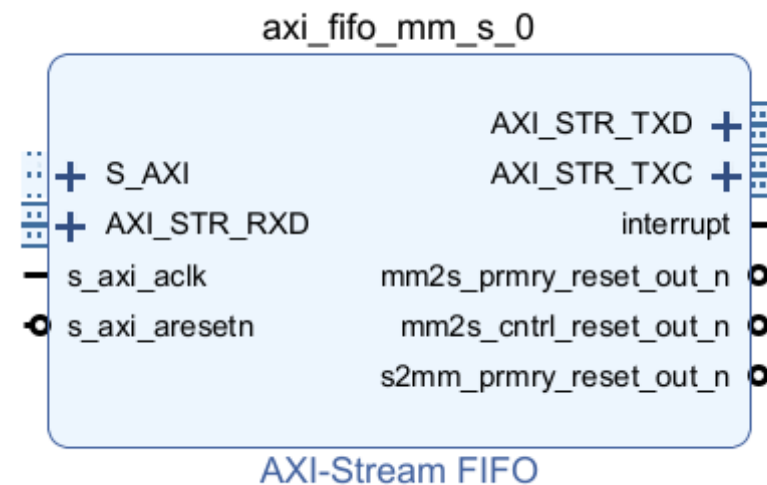 axi_fifo_mm_s_0
S_AXI
AXI_STR_RXD
s_axi_aclk
s_axi_aresetn
AXI_STR_TXD
AXI_STR_TXC
interrupt
mm2s_prmry_reset_out_n
mm2s_cntrl_reset_out_n
s2mm_prmry_reset_out_n
AXI-Stream FIFO